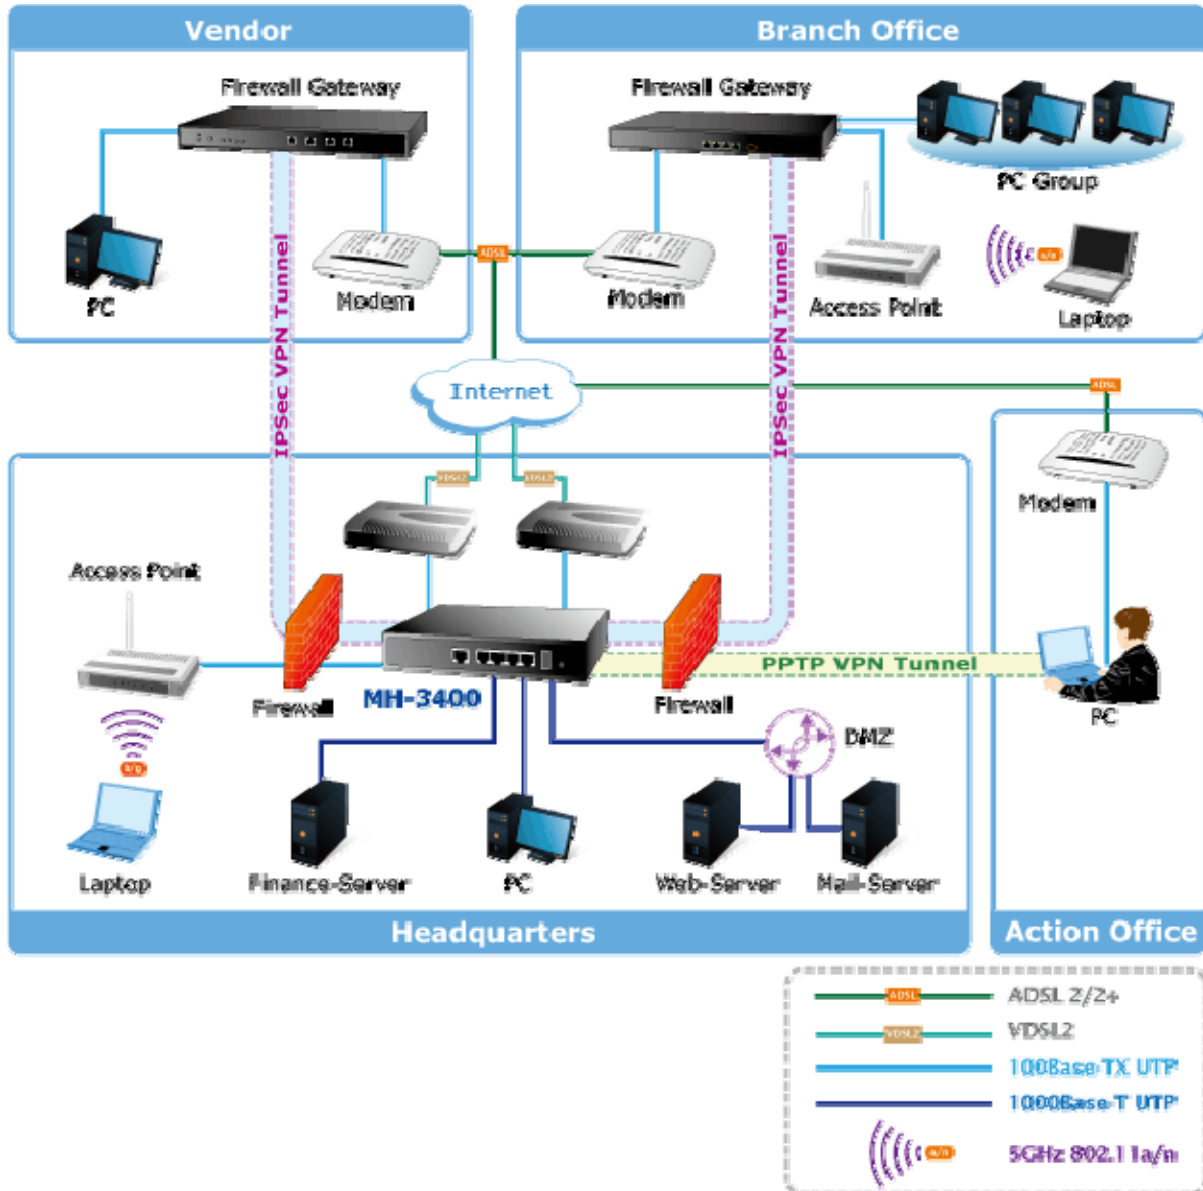 Vendor
Branch Office
Firewall Gateway
Firewall Gateway
PC Group
PC
Modem
ADSL
Modem
Access Point
a/n
Laptop
IPSec VPN Tunnel
IPSec VPN Tunnel
Internet
ADSL
VDSL2
VDSL2
Modem
Access Point
Firewall
MH-3400
Firewall
PPTP VPN Tunnel
PC
DMZ
b/g
Laptop
Finance-Server
PC
Web-Server
Mail-Server
Headquarters
Action Office
ADSL
ADSL 2/2+
VDSL2
VDSL2
100Base-TX UTP
1000Base-T UTP
a/n
5GHz 802.11a/n